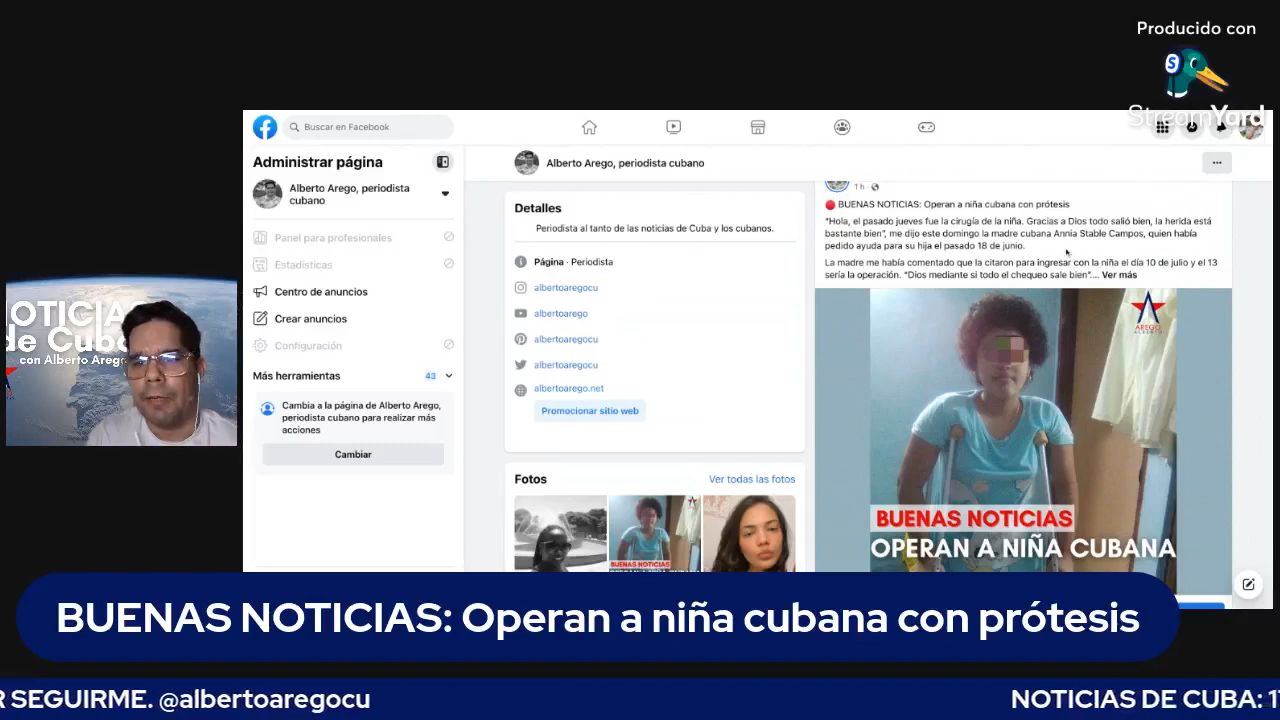 Producido con
StreamYard
Buscar en Facebook
Administrar página
Alberto Arego, periodista
cubano
Panel para profesionales
Estadísticas
Centro de anuncios
Crear anuncios
Configuración
Más herramientas
43
Cambia a la página de Alberto Arego,
periodista cubano para realizar más
acciones
Cambiar
Alberto Arego, periodista cubano
Detalles
Periodista al tanto de las noticias de Cuba y los cubanos.
Página · Periodista
albertoaregocu
albertoarego
albertoaregocu
albertoaregocu
albertoarego.net
Promocionar sitio web
Fotos
Ver todas las fotos
BUENAS NOTICIAS
1 h ·
BUENAS NOTICIAS: Operan a niña cubana con prótesis
“Hola, el pasado jueves fue la cirugía de la niña. Gracias a Dios todo salió bien, la herida está
bastante bien”, me dijo este domingo la madre cubana Annia Stable Campos, quien había
pedido ayuda para su hija el pasado 18 de junio.
La madre me había comentado que la citaron para ingresar con la niña el día 10 de julio y el 13
sería la operación. “Dios mediante si todo el chequeo sale bien”.... Ver más
AREGO
ALBERTO
BUENAS NOTICIAS
OPERAN A NIÑA CUBANA
NOTICIAS
de Cuba
con Alberto Arego
BUENAS NOTICIAS: Operan a niña cubana con prótesis
R SEGUIRME. @albertoaregocu
NOTICIAS DE CUBA: 17